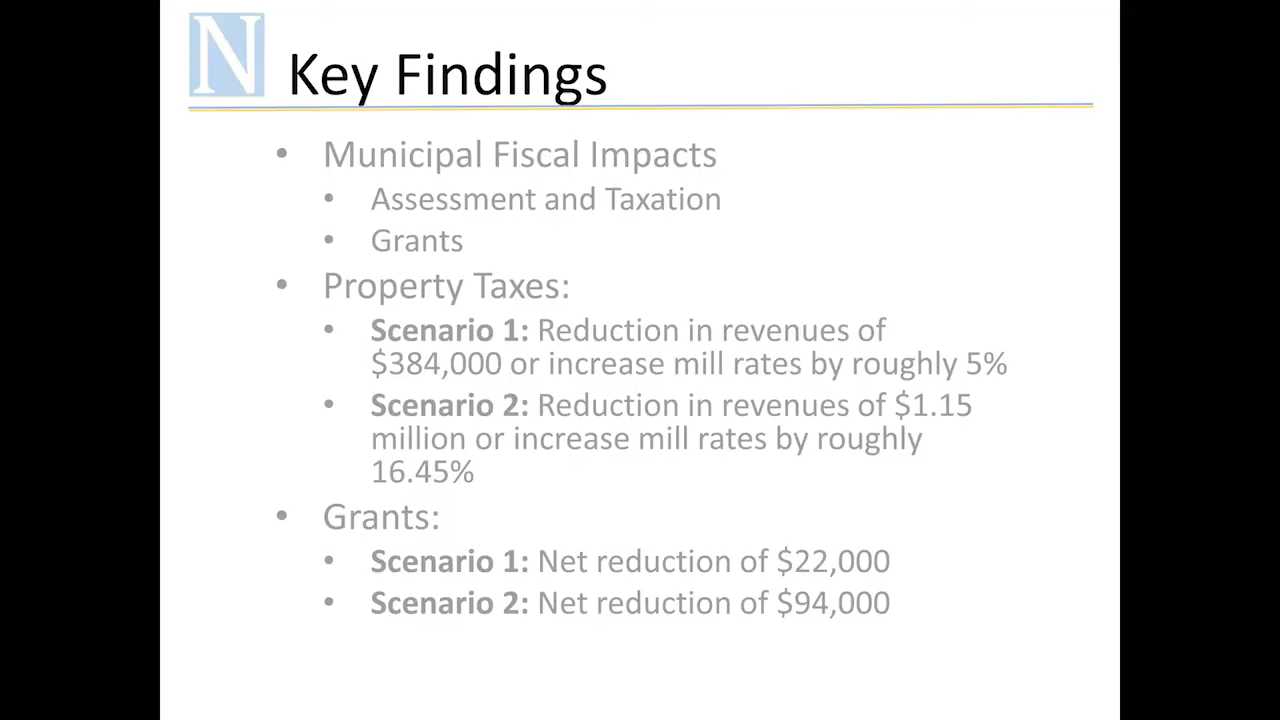 N
Key Findings
• Municipal Fiscal Impacts
• Assessment and Taxation
• Grants
• Property Taxes:
• Scenario 1: Reduction in revenues of
$384,000 or increase mill rates by roughly 5%
• Scenario 2: Reduction in revenues of $1.15
million or increase mill rates by roughly
16.45%
• Grants:
• Scenario 1: Net reduction of $22,000
• Scenario 2: Net reduction of $94,000